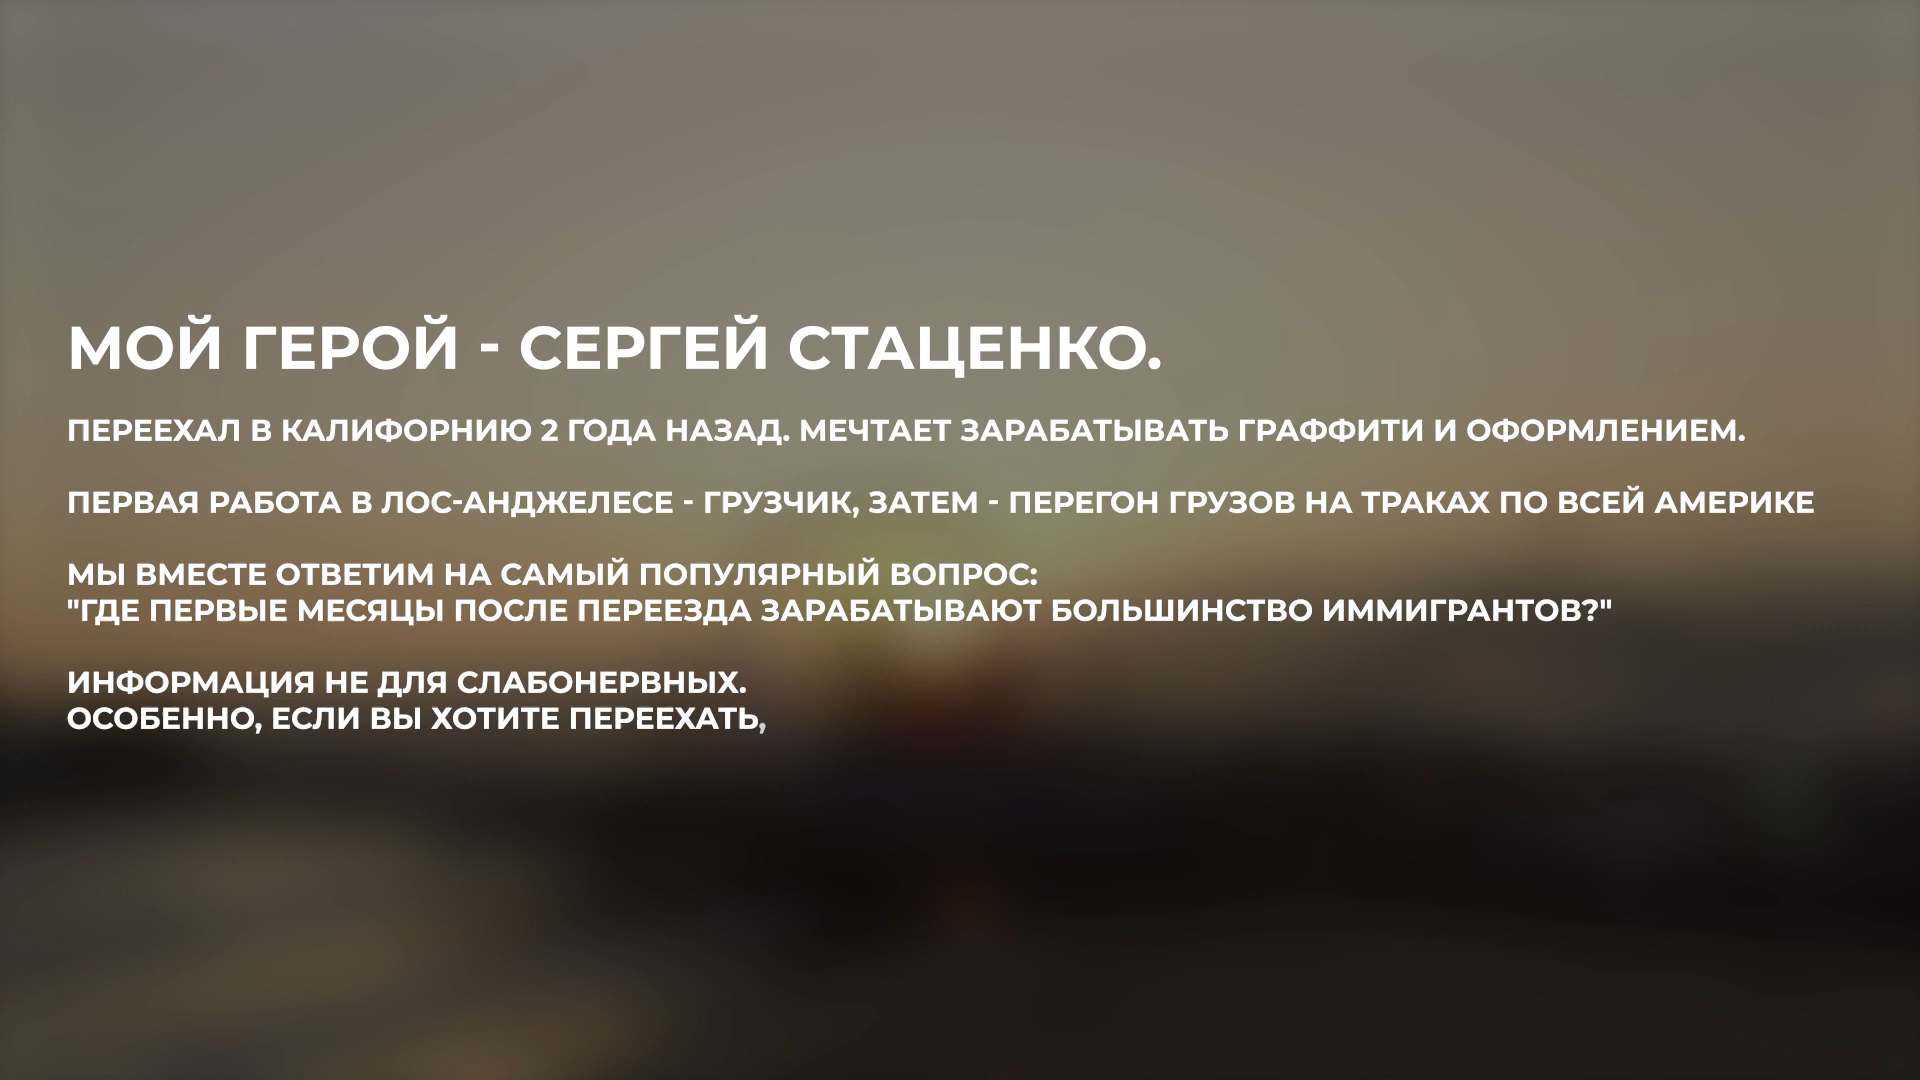 МОЙ ГЕРОЙ - СЕРГЕЙ СТАЦЕНКО.
ПЕРЕЕХАЛ В КАЛИФОРНИЮ 2 ГОДА НАЗАД. МЕЧТАЕТ ЗАРАБАТЫВАТЬ ГРАФФИТИ И ОФОРМЛЕНИЕМ.
ПЕРВАЯ РАБОТА В ЛОС-АНДЖЕЛЕСЕ - ГРУЗЧИК, ЗАТЕМ - ПЕРЕГОН ГРУЗОВ НА ТРАКАХ ПО ВСЕЙ АМЕРИКЕ
МЫ ВМЕСТЕ ОТВЕТИМ НА САМЫЙ ПОПУЛЯРНЫЙ ВОПРОС:
"ГДЕ ПЕРВЫЕ МЕСЯЦЫ ПОСЛЕ ПЕРЕЕЗДА ЗАРАБАТЫВАЮТ БОЛЬШИНСТВО ИММИГРАНТОВ?"
ИНФОРМАЦИЯ НЕ ДЛЯ СЛАБОНЕРВНЫХ.
ОСОБЕННО, ЕСЛИ ВЫ ХОТИТЕ ПЕРЕЕХАТЬ,